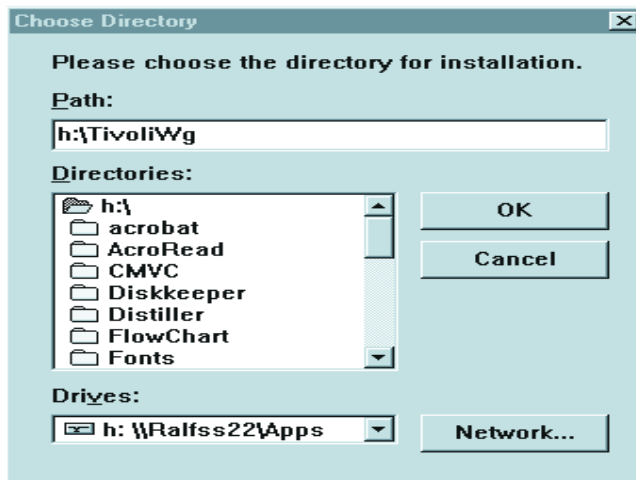 Choose Directory
Please choose the directory for installation.
Path:
h:\TivoliWg
Directories:
h:\
acrobat
AcroRead
CMVC
Diskkeeper
Distiller
FlowChart
Fonts
OK
Cancel
Drives:
h: \\Ralfss22\Apps
Network...